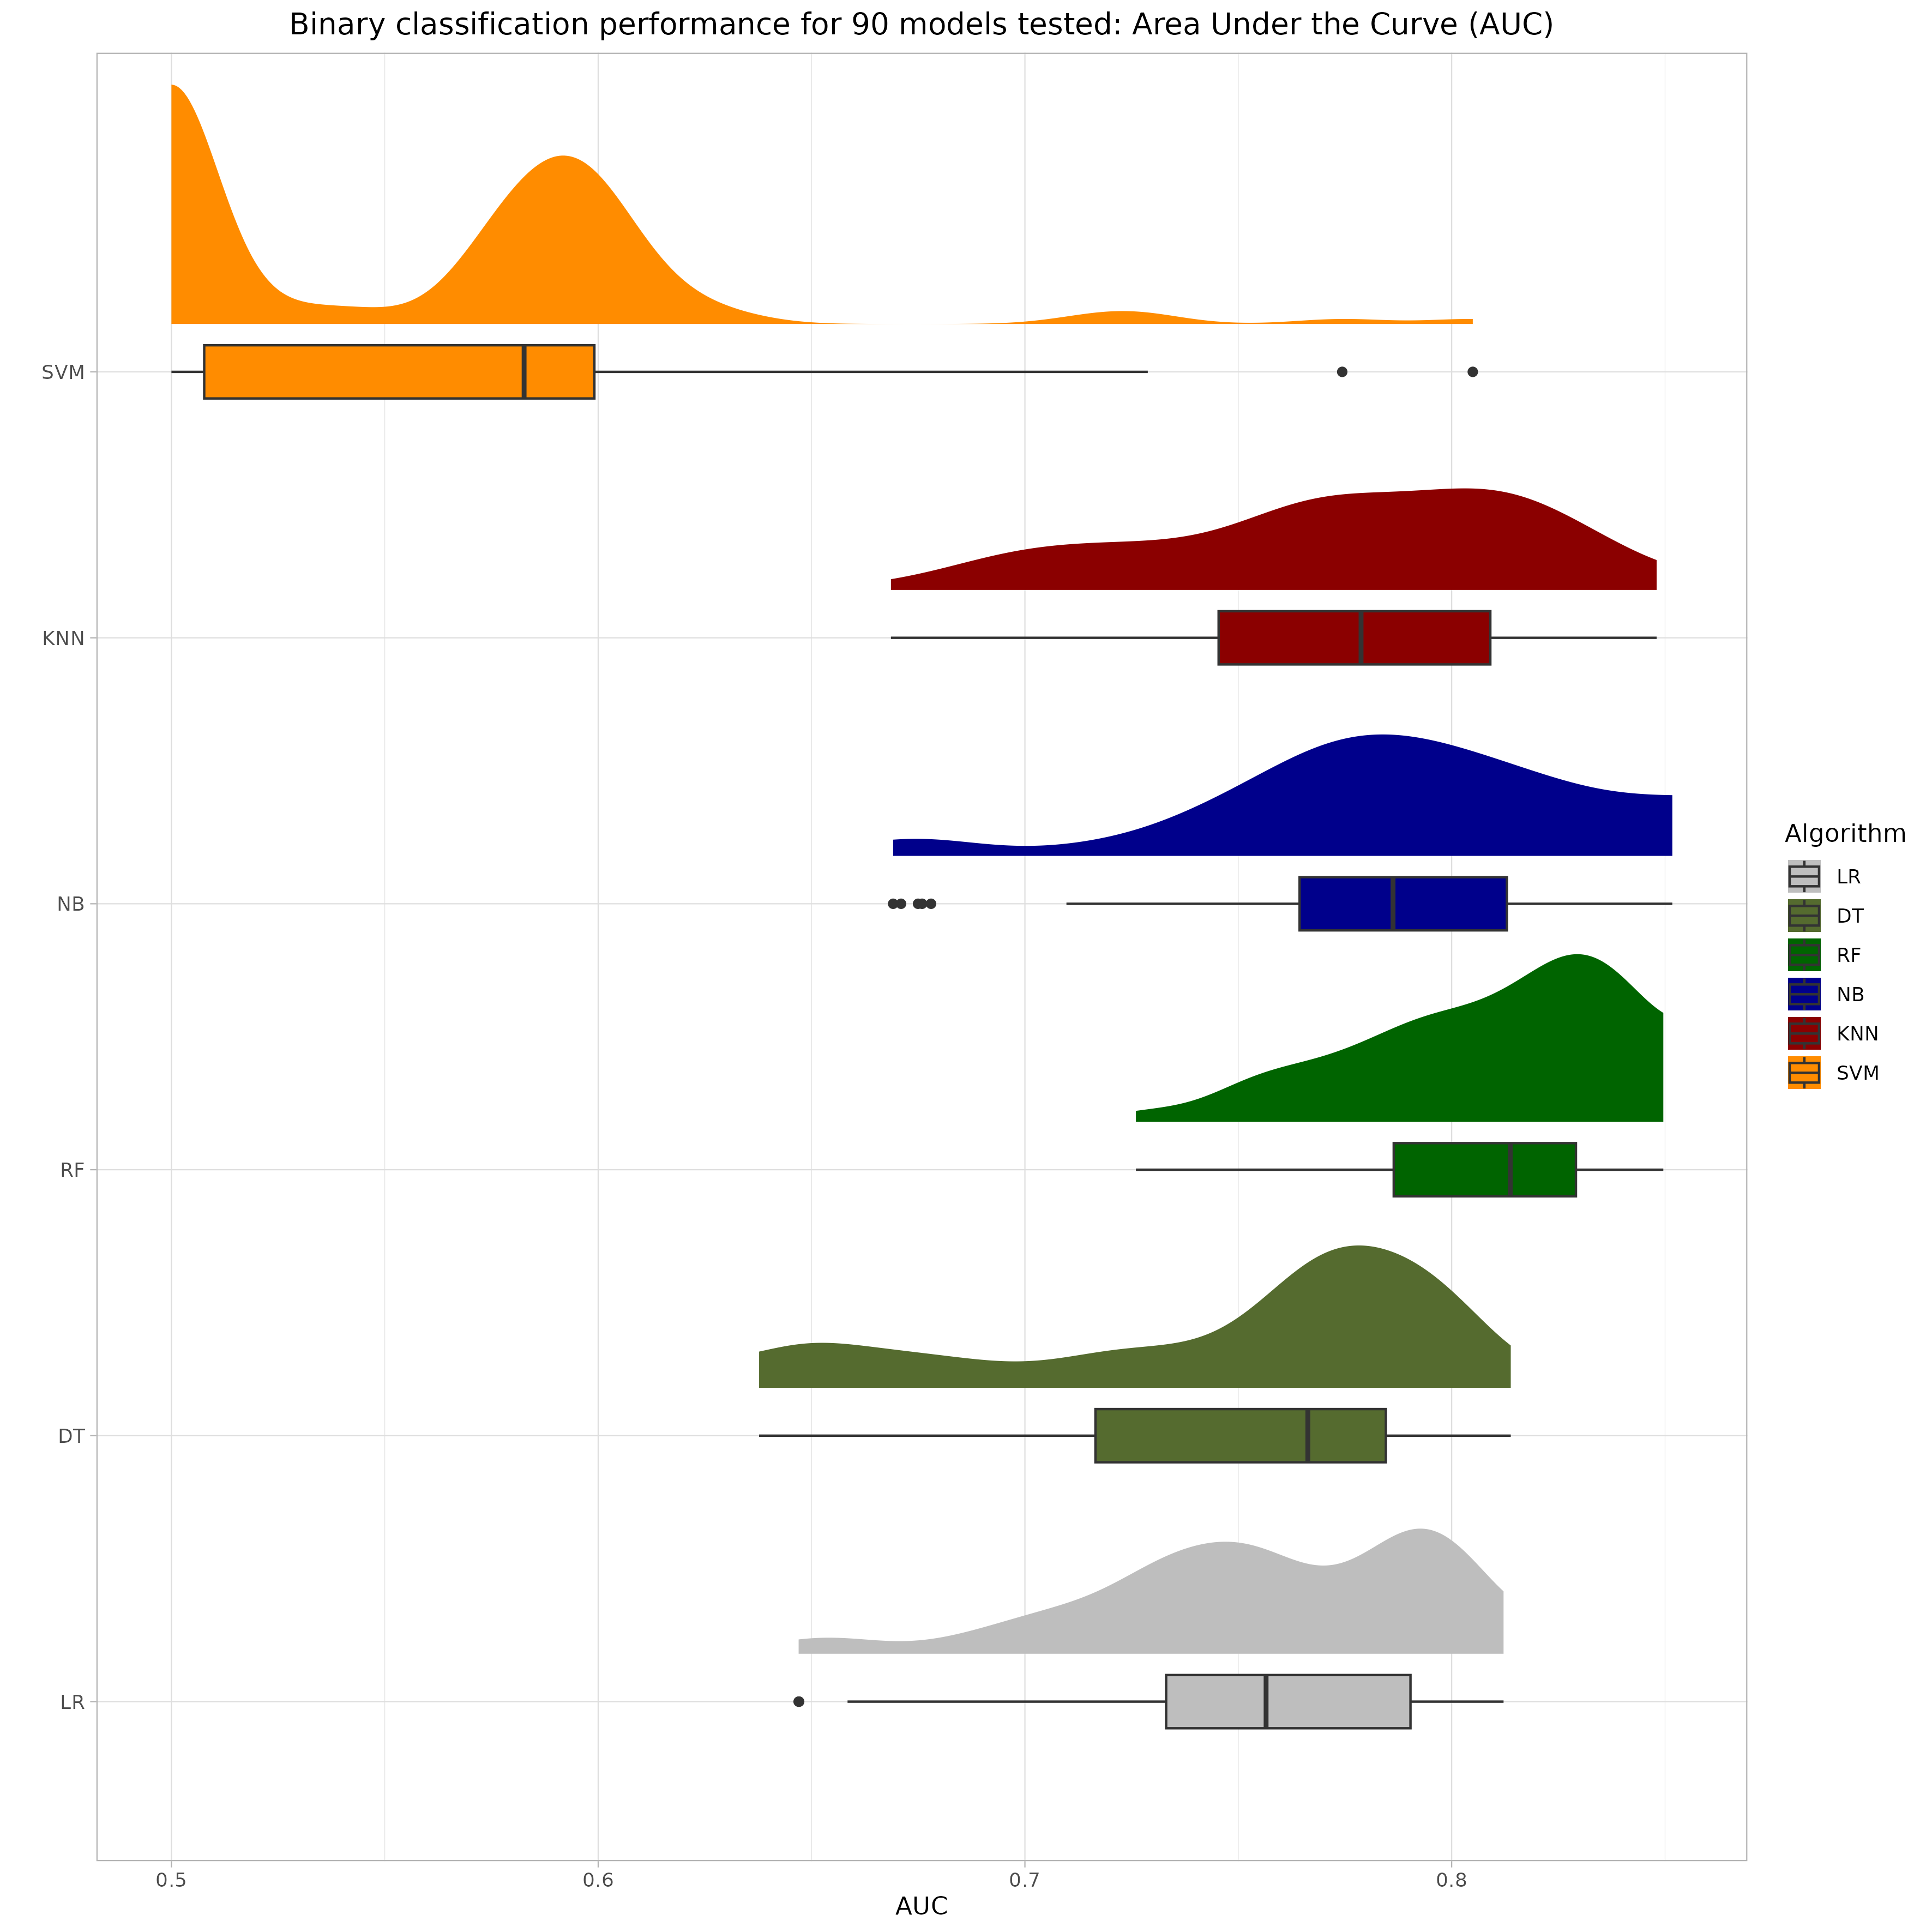 Binary classification performance for 90 models tested: Area Under the Curve (AUC)
SVM
KNN
NB
RF
DT
LR
0.5 0.6 0.7 0.8
AUC
Algorithm
LR
DT
RF
NB
KNN
SVM